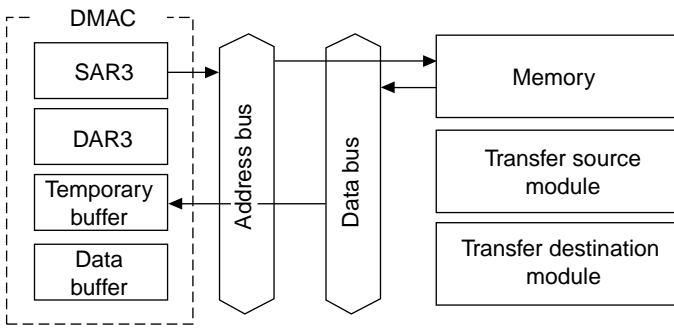 DMAC
SAR3
DAR3
Temporary
buffer
Data
buffer
Address bus
Data bus
Memory
Transfer source
module
Transfer destination
module